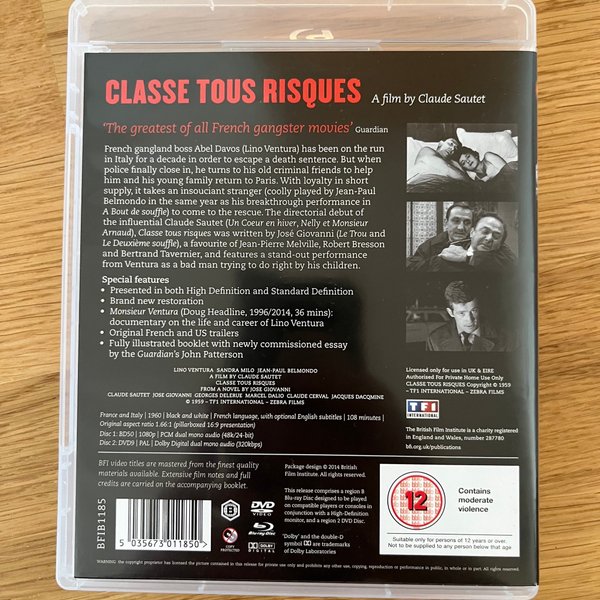 CLASSE TOUS RISQUES A film by Claude Sautet
'The greatest of all French gangster movies' Guardian
French gangland boss Abel Davos (Lino Ventura) has been on the run
in Italy for a decade in order to escape a death sentence. But when
police finally close in, he turns to his old criminal friends to help
him and his young family return to Paris. With loyalty in short
supply, it takes an insouciant stranger (coolly played by Jean-Paul
Belmondo in the same year as his breakthrough performance in
A Bout de souffle) to come to the rescue. The directorial debut of
the influential Claude Sautet (Un Coeur en hiver, Nelly et Monsieur
Arnaud), Classe tous risques was written by José Giovanni (Le Trou and
Le Deuxième souffle), a favourite of Jean-Pierre Melville, Robert Bresson
and Bertrand Tavernier, and features a stand-out performance
from Ventura as a bad man trying to do right by his children.
Special features
• Presented in both High Definition and Standard Definition
• Brand new restoration
• Monsieur Ventura (Doug Headline, 1996/2014, 36 mins):
documentary on the life and career of Lino Ventura
• Original French and US trailers
• Fully illustrated booklet with newly commissioned essay
by the Guardian's John Patterson
LINO VENTURA SANDRA MILO JEAN-PAUL BELMONDO
A FILM BY CLAUDE SAUTET
CLASSE TOUS RISQUES
FROM A NOVEL BY JOSE GIOVANNI
CLAUDE SAUTET JOSE GIOVANNI GEORGES DELERUE MARCEL DALIO CLAUDE CERVAL JACQUES DACQMINE
© 1959 – TF1 INTERNATIONAL – ZEBRA FILMS
France and Italy | 1960 | black and white | French language, with optional English subtitles | 108 minutes |
Original aspect ratio 1.66:1 (pillarboxed 16:9 presentation)
Disc 1: BD50 | 1080p | PCM dual mono audio (48k/24-bit)
Disc 2: DVD9 | PAL | Dolby Digital dual mono audio (320kbps)
Licensed only for use in UK & EIRE
Authorised For Private Home Use Only
CLASSE TOUS RISQUES Copyright © 1959
– TF1 INTERNATIONAL – ZEBRA FILMS
TF1
INTERNATIONAL
The British Film Institute is a charity registered
in England and Wales, number 287780
bfi.org.uk/publications
BFI video titles are mastered from the finest quality
materials available. Extensive film notes and full
credits are carried on the accompanying booklet.
Package design © 2014 British
Film Institute. All rights reserved.
This release comprises a region B
Blu-ray Disc designed to be played
on compatible players or consoles in
conjunction with a High-Definition
monitor, and a region 2 DVD Disc.
'Dolby' and the double-D
symbol are trademarks
of Dolby Laboratories
BFIB1185
5 035673 011850
B
DVD
VIDEO
COPY
PROTECTED
DOLBY
DIGITAL
Blu-ray Disc
12
Contains
moderate
violence
Suitable only for persons of 12 years or over.
Not to be supplied to any person below that age